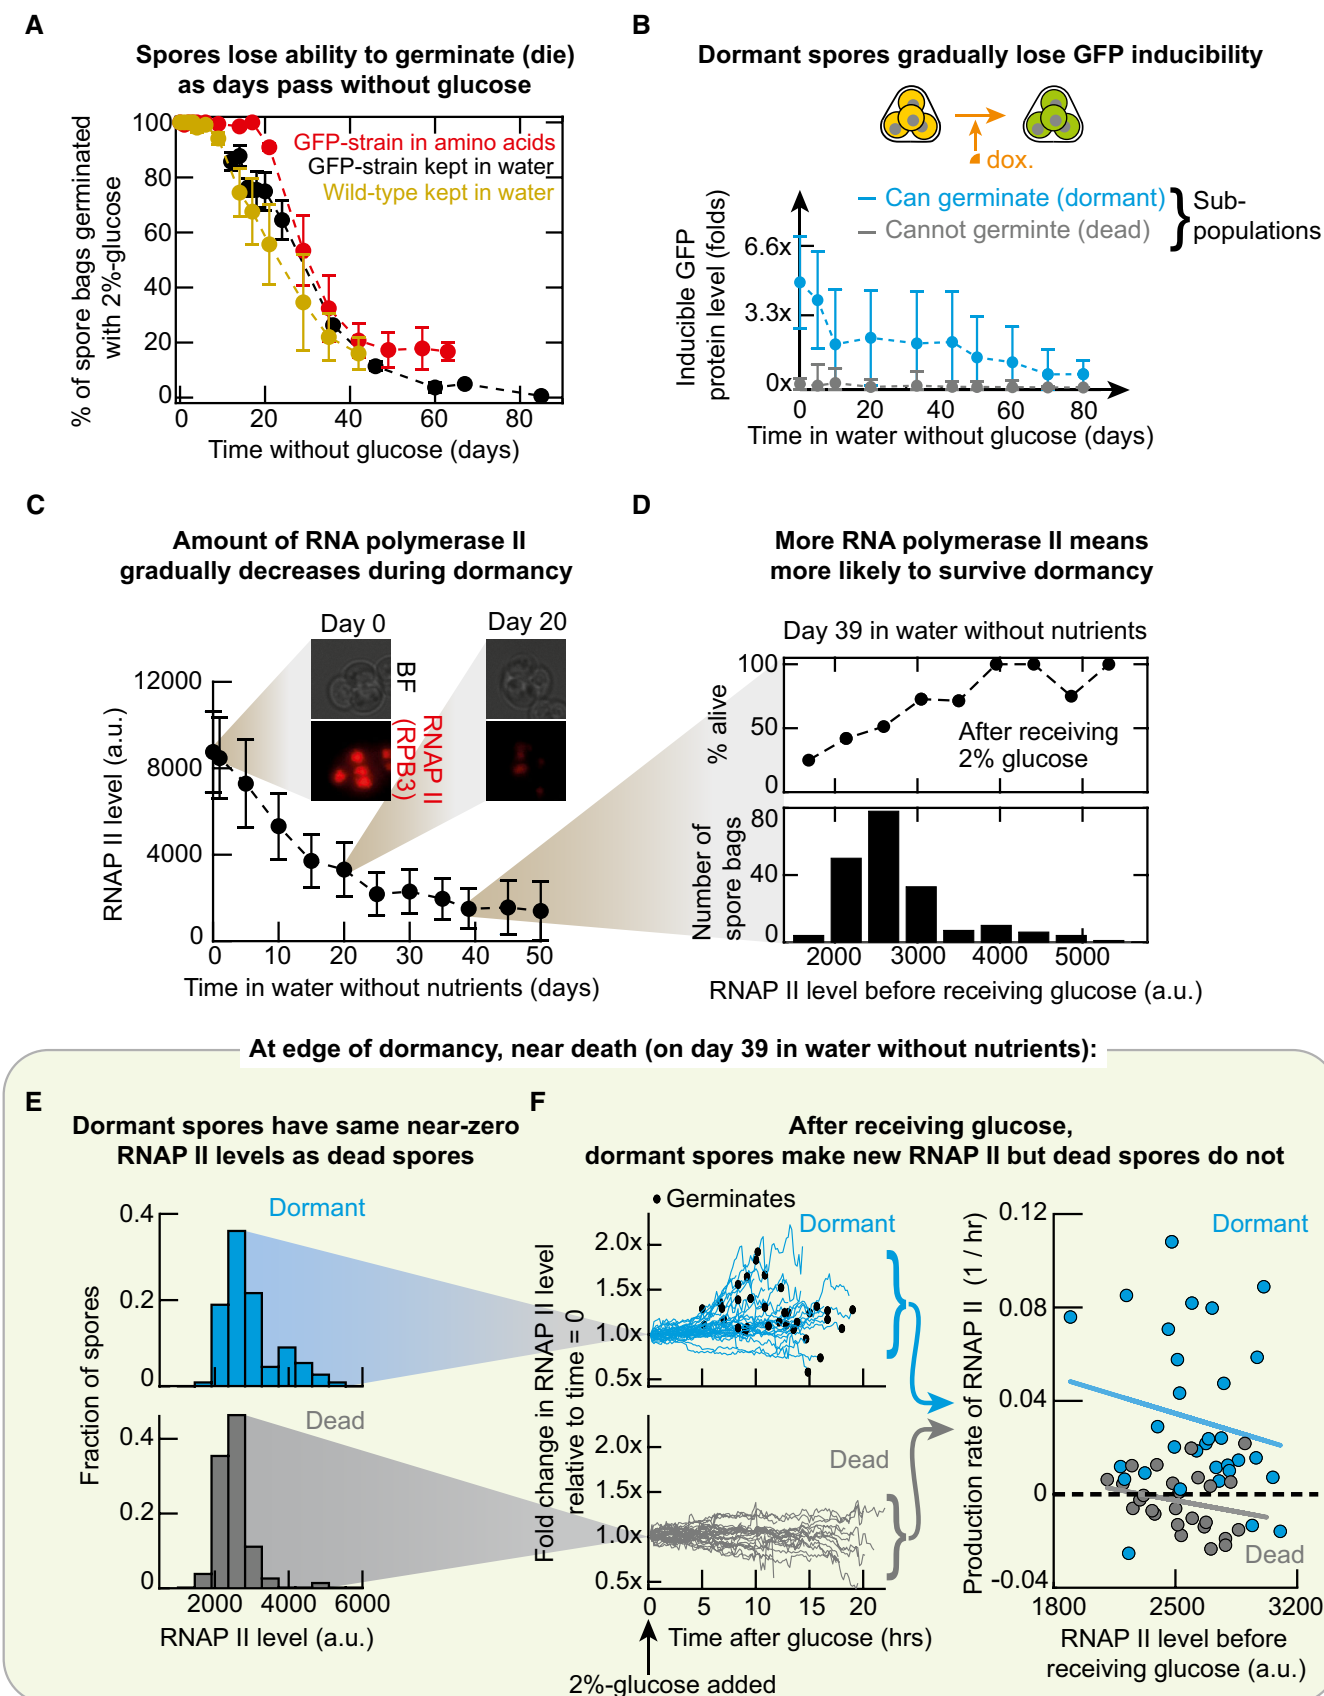 A
Spores lose ability to germinate (die)
as days pass without glucose
% of spore bags germinated
with 2%-glucose
100
80
60
40
20
0
GFP-strain in amino acids
GFP-strain kept in water
Wild-type kept in water
0 20 40 60 80
Time without glucose (days)
B
Dormant spores gradually lose GFP inducibility
dox.
Can germinate (dormant)
Cannot germinte (dead)
Sub-
populations
Inducible GFP
protein level (folds)
6.6x
3.3x
0x
0 20 40 60 80
Time in water without glucose (days)
C
Amount of RNA polymerase II
gradually decreases during dormancy
Day 0
Day 20
BF
RNAP II
(RPB3)
RNAP II level (a.u.)
12000
8000
4000
0
0 10 20 30 40 50
Time in water without nutrients (days)
D
More RNA polymerase II means
more likely to survive dormancy
Day 39 in water without nutrients
% alive
100
50
0
After receiving
2% glucose
Number of
spore bags
80
40
0
2000 3000 4000 5000
RNAP II level before receiving glucose (a.u.)
At edge of dormancy, near death (on day 39 in water without nutrients):
E
Dormant spores have same near-zero
RNAP II levels as dead spores
Fraction of spores
0.4
0.2
0
Dormant
0.4
0.2
0
Dead
2000 4000 6000
RNAP II level (a.u.)
F
After receiving glucose,
dormant spores make new RNAP II but dead spores do not
Germinates
Dormant
Fold change in RNAP II level
relative to time = 0
2.0x
1.5x
1.0x
0.5x
Dead
2.0x
1.5x
1.0x
0.5x
0 5 10 15 20
Time after glucose (hrs)
2%-glucose added
Production rate of RNAP II (1 / hr)
0.12
0.08
0.04
0
-0.04
Dormant
Dead
1800 2500 3200
RNAP II level before
receiving glucose (a.u.)